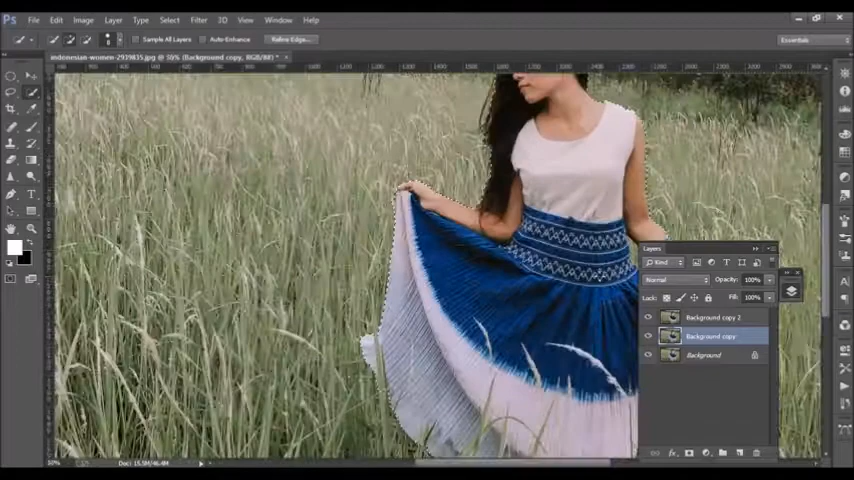 Ps File Edit Image Layer Type Select Filter 3D View Window Help
Sample All Layers Auto-Enhance Refine Edge... Essentials
indonesian-women-2939835.jpg @ 50% (Background copy, RGB/8#) *
Layers
Kind
Normal Opacity: 100%
Lock: Fill: 100%
Background copy 2
Background copy
Background
50% Doc: 15.5M/46.4M